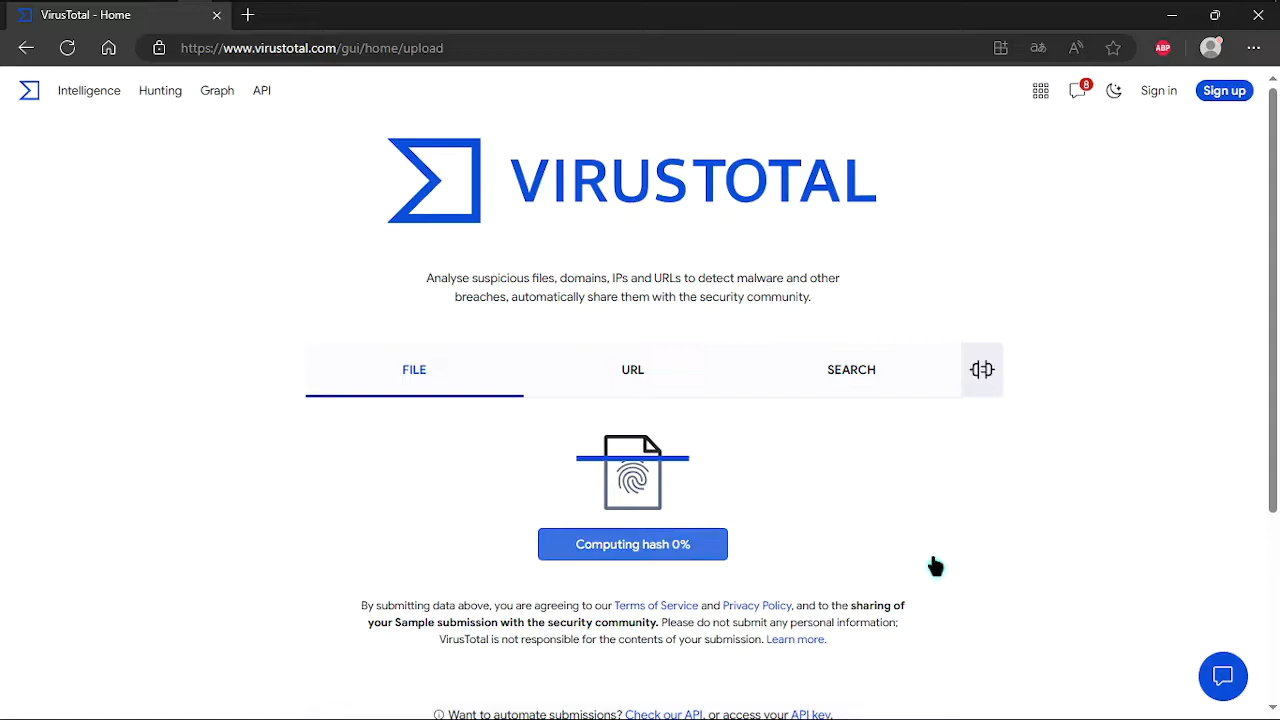 VirusTotal - Home
https://www.virustotal.com/gui/home/upload
ABP
Intelligence Hunting Graph API
8
Sign in
Sign up
VIRUSTOTAL
Analyse suspicious files, domains, IPs and URLs to detect malware and other
breaches, automatically share them with the security community.
FILE
URL
SEARCH
Computing hash 0%
By submitting data above, you are agreeing to our Terms of Service and Privacy Policy, and to the sharing of
your Sample submission with the security community. Please do not submit any personal information;
VirusTotal is not responsible for the contents of your submission. Learn more.
Want to automate submissions? Check our API, or access your API key.